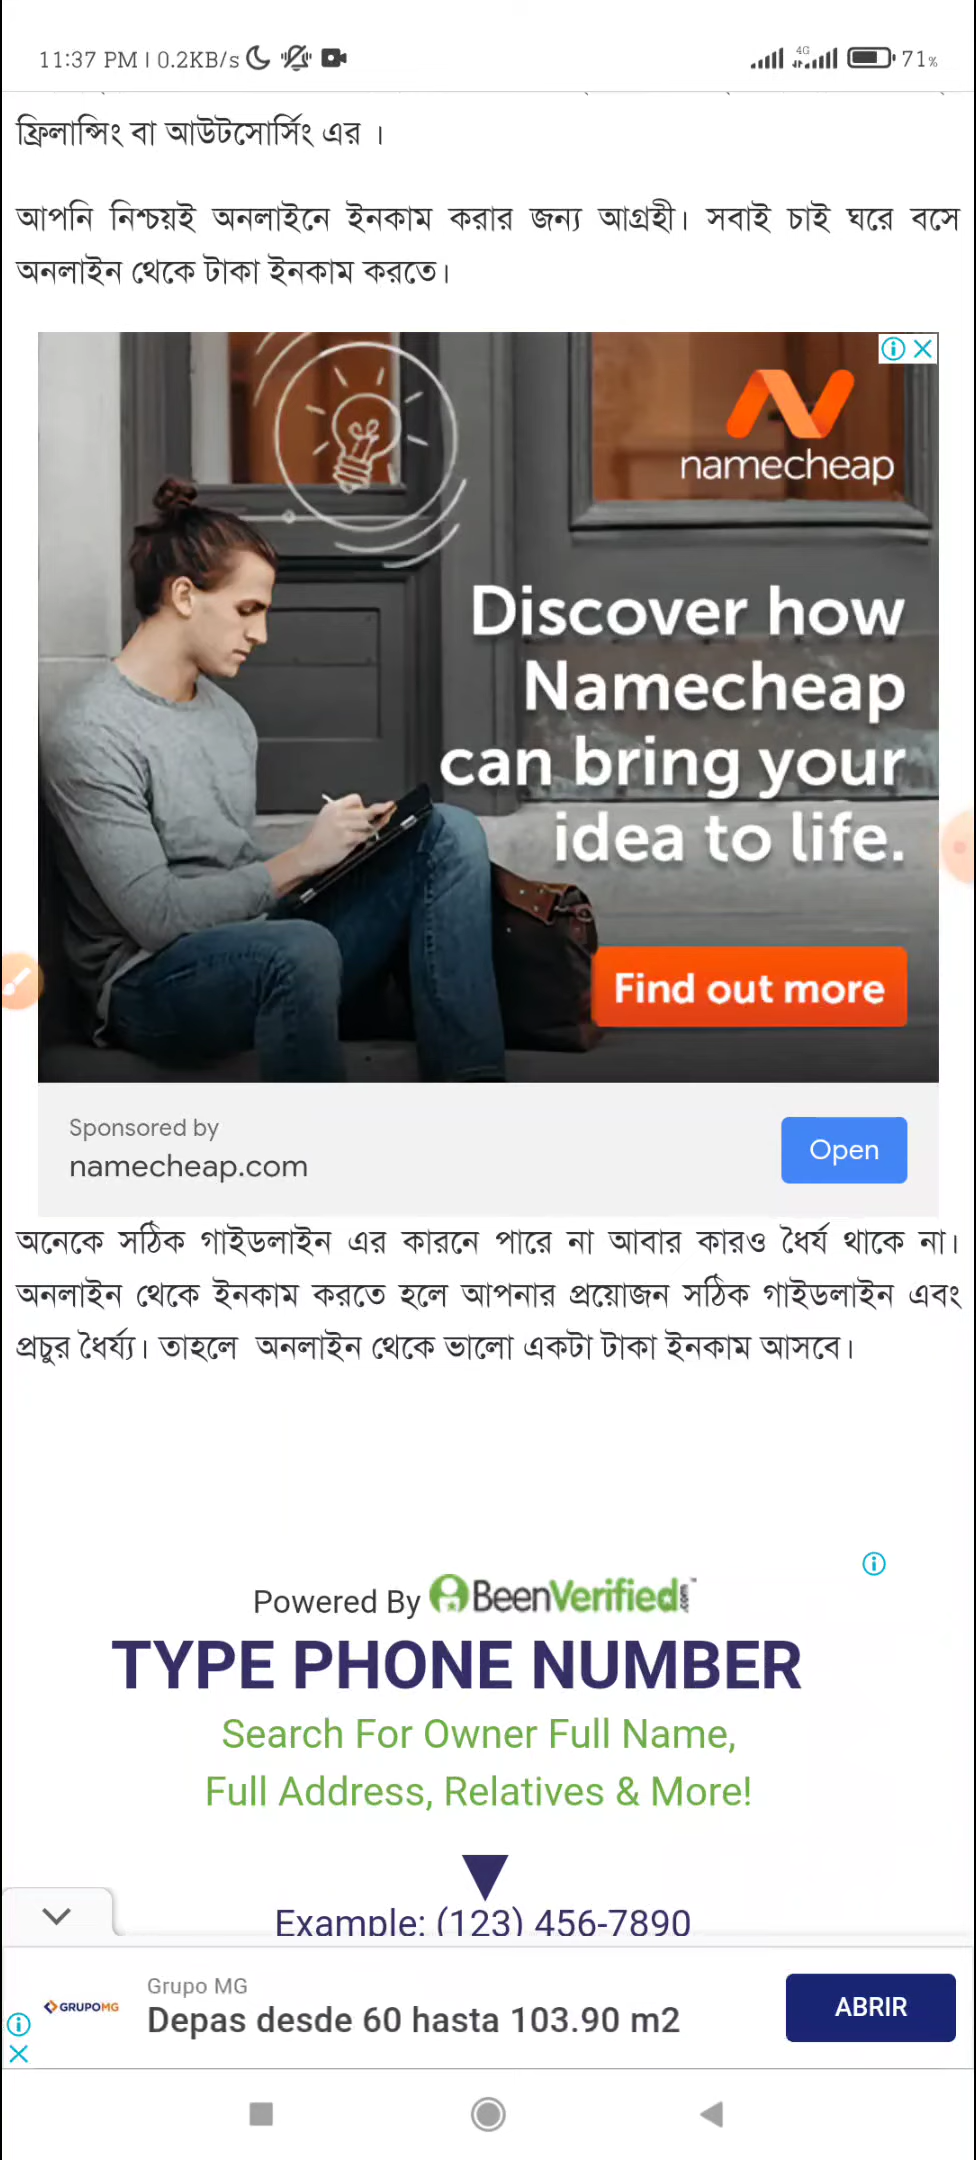 11:37 PM | 0.2KB/s
4G
71%
ফ্রিলান্সিং বা আউটসোর্সিং এর ।
আপনি নিশ্চয়ই অনলাইনে ইনকাম করার জন্য আগ্রহী। সবাই চাই ঘরে বসে
অনলাইন থেকে টাকা ইনকাম করতে।
namecheap
Discover how
Namecheap
can bring your
idea to life.
Find out more
Sponsored by
namecheap.com
Open
অনেকে সঠিক গাইডলাইন এর কারনে পারে না আবার কারও ধৈর্য থাকে না।
অনলাইন থেকে ইনকাম করতে হলে আপনার প্রয়োজন সঠিক গাইডলাইন এবং
প্রচুর ধৈর্য্য। তাহলে অনলাইন থেকে ভালো একটা টাকা ইনকাম আসবে।
Powered By BeenVerified.com™
TYPE PHONE NUMBER
Search For Owner Full Name,
Full Address, Relatives & More!
Example: (123) 456-7890
GRUPOMG
Grupo MG
Depas desde 60 hasta 103.90 m2
ABRIR